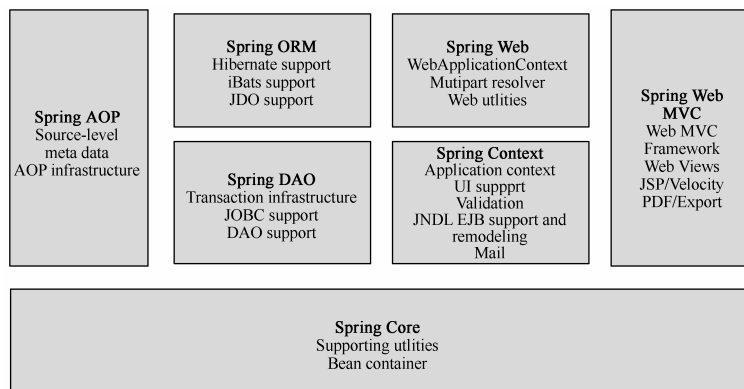 Spring AOP
Source-level
meta data
AOP infrastructure
Spring ORM
Hibernate support
iBats support
JDO support
Spring DAO
Transaction infrastructure
JOBC support
DAO support
Spring Web
WebApplicationContext
Mutipart resolver
Web utlities
Spring Context
Application context
UI suppprt
Validation
JNDL EJB support and
remodeling
Mail
Spring Web
MVC
Web MVC
Framework
Web Views
JSP/Velocity
PDF/Export
Spring Core
Supporting utlities
Bean container